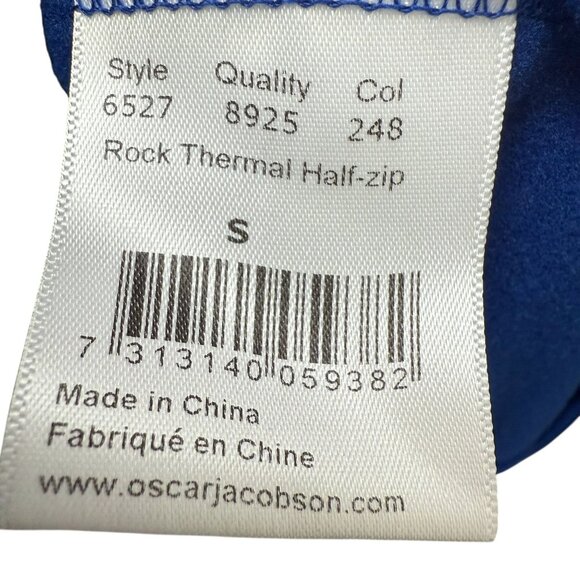 Style Quality Col
6527 8925 248
Rock Thermal Half-zip
S
7 313140 059382
Made in China
Fabriqué en Chine
www.oscarjacobson.com